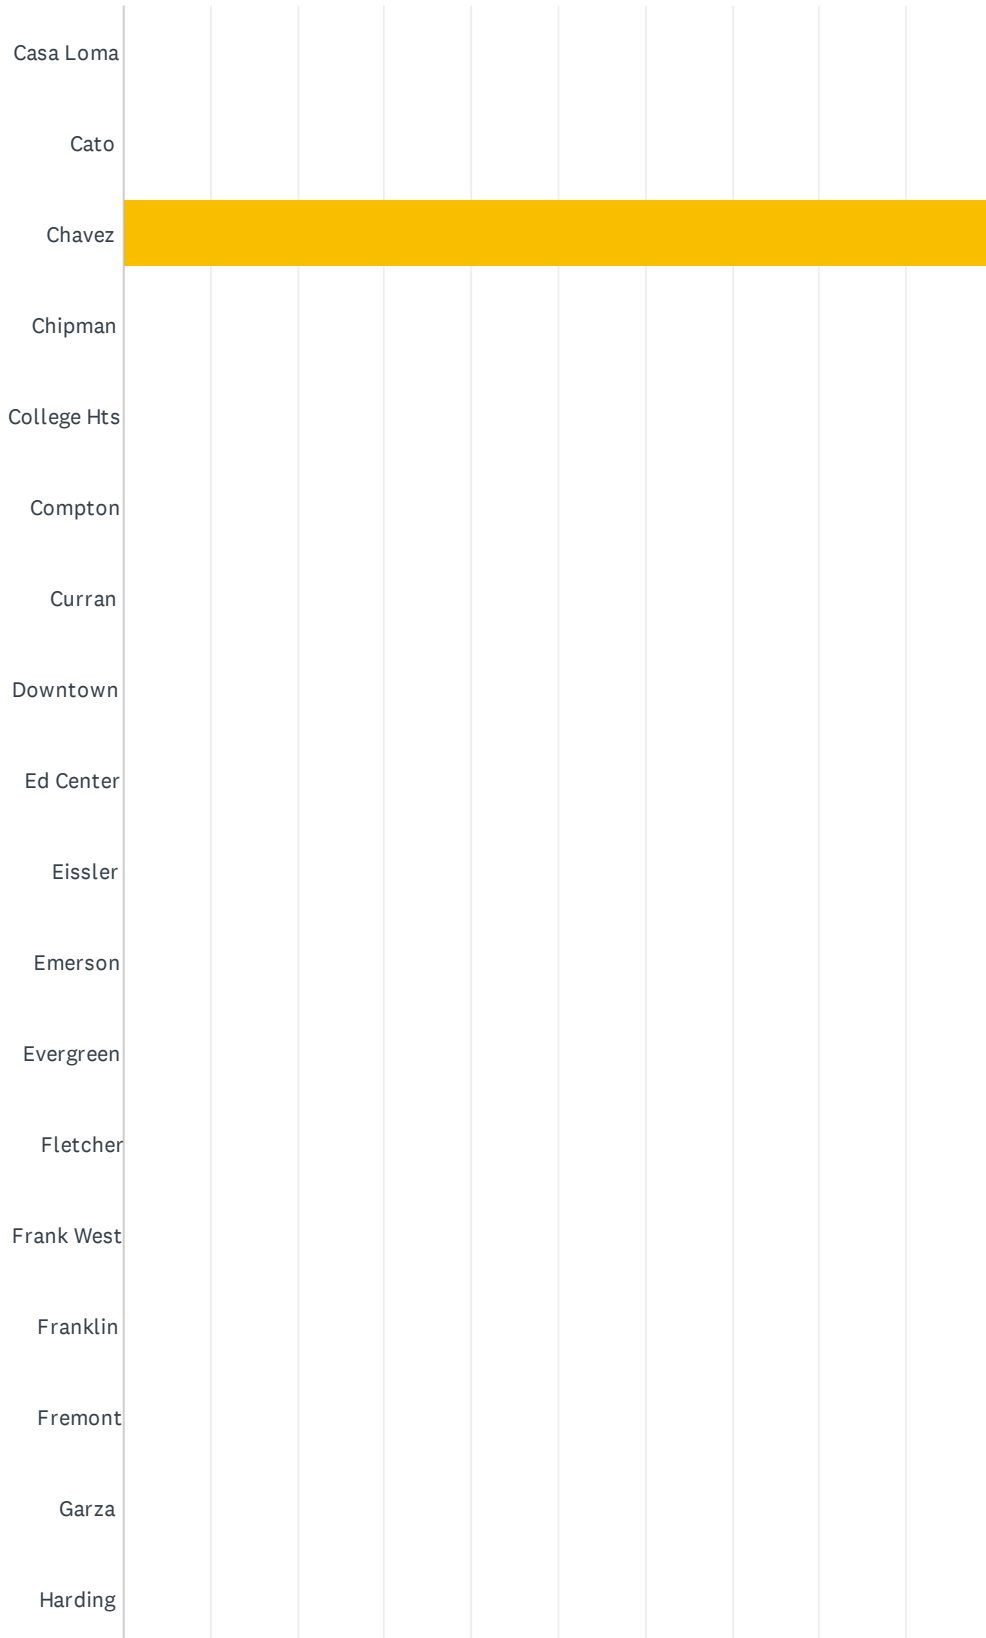 Casa Loma
Cato
Chavez
Chipman
College Hts
Compton
Curran
Downtown
Ed Center
Eissler
Emerson
Evergreen
Fletcher
Frank West
Franklin
Fremont
Garza
Harding